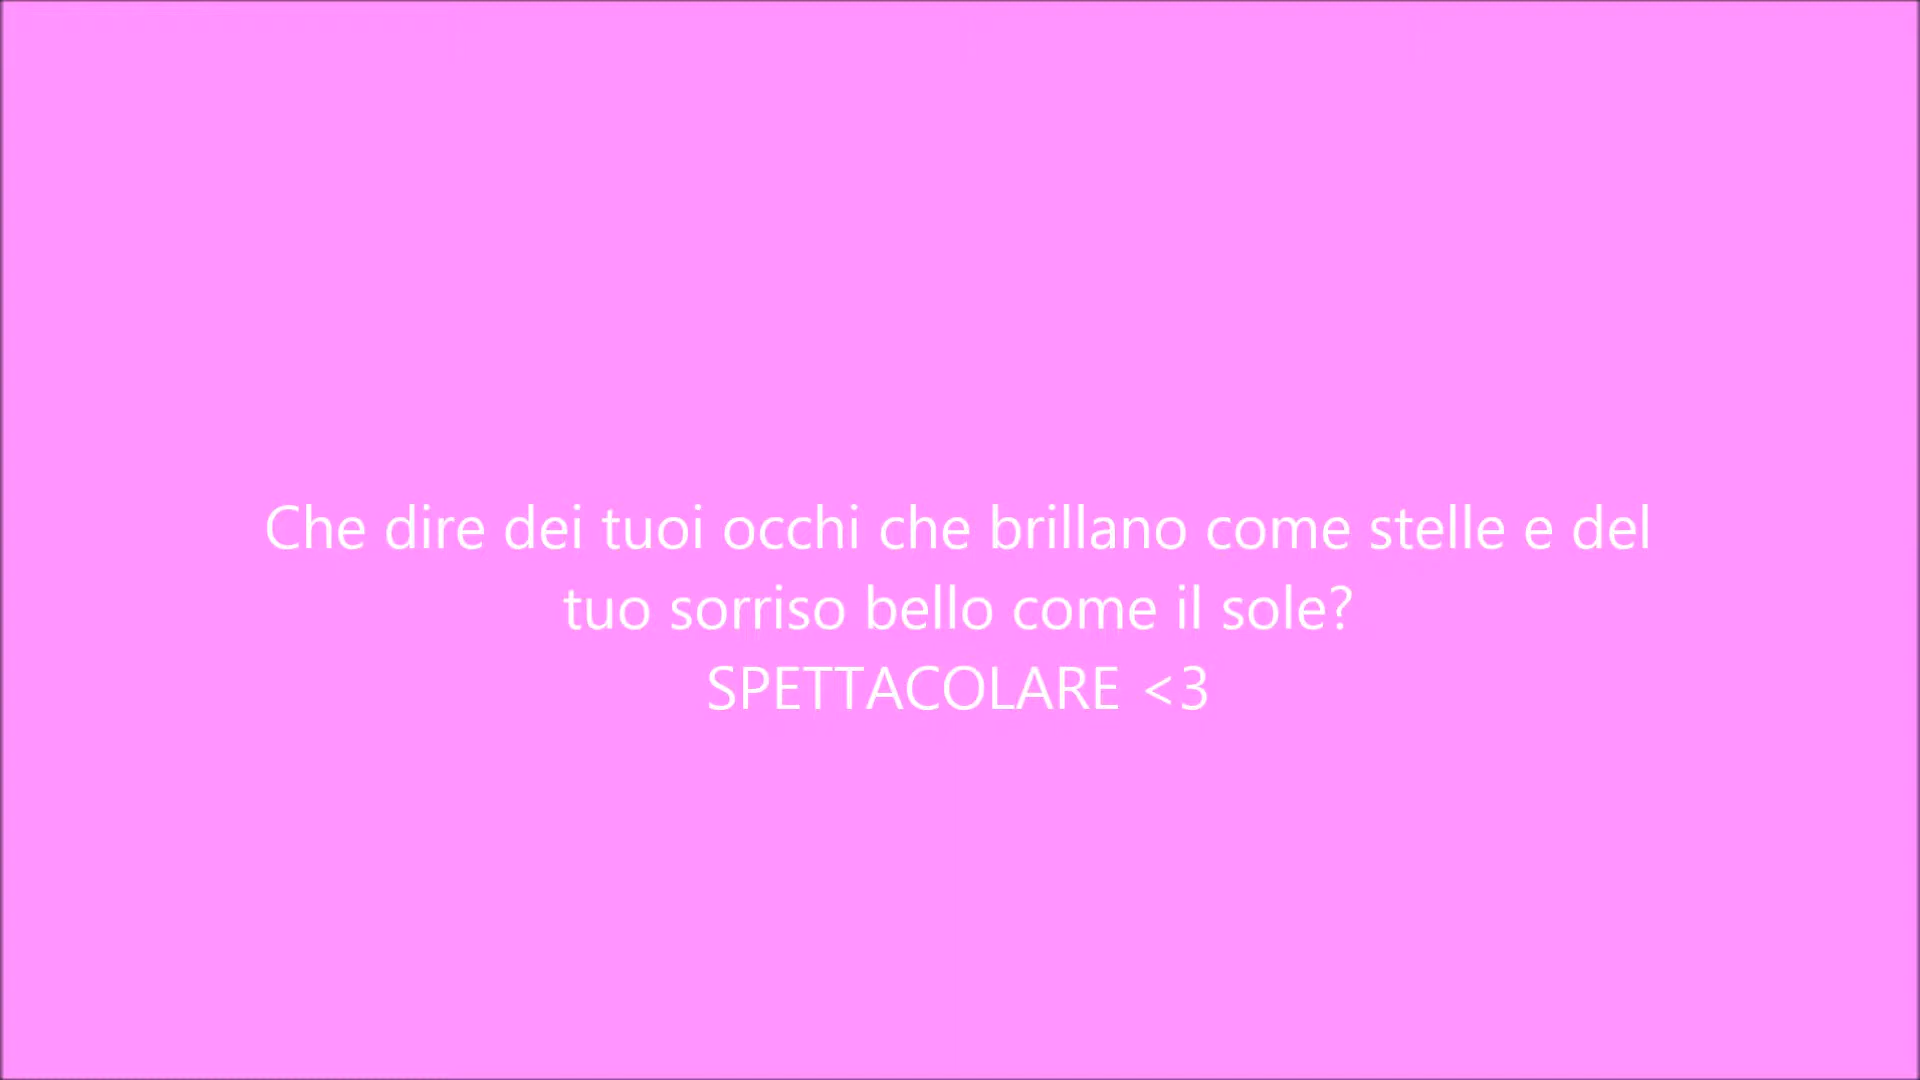 Che dire dei tuoi occhi che brillano come stelle e del
tuo sorriso bello come il sole?
SPETTACOLARE <3